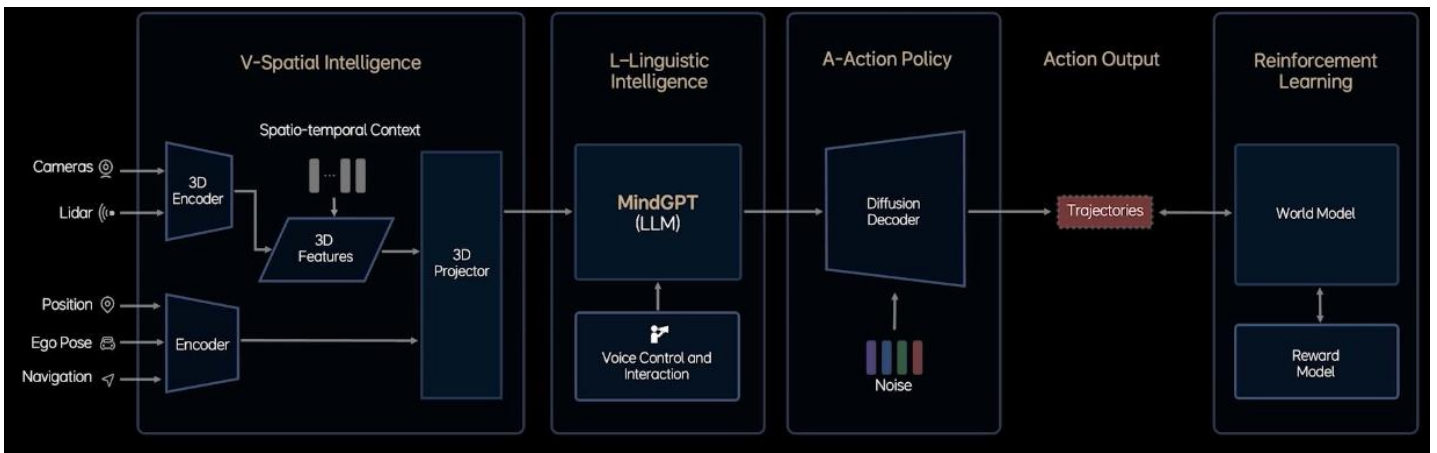 V-Spatial Intelligence
Spatio-temporal Context
Cameras
Lidar
3D
Encoder
3D
Features
3D
Projector
Position
Ego Pose
Navigation
Encoder
L–Linguistic
Intelligence
MindGPT
(LLM)
Voice Control and
Interaction
A-Action Policy
Diffusion
Decoder
Noise
Action Output
Trajectories
Reinforcement
Learning
World Model
Reward
Model